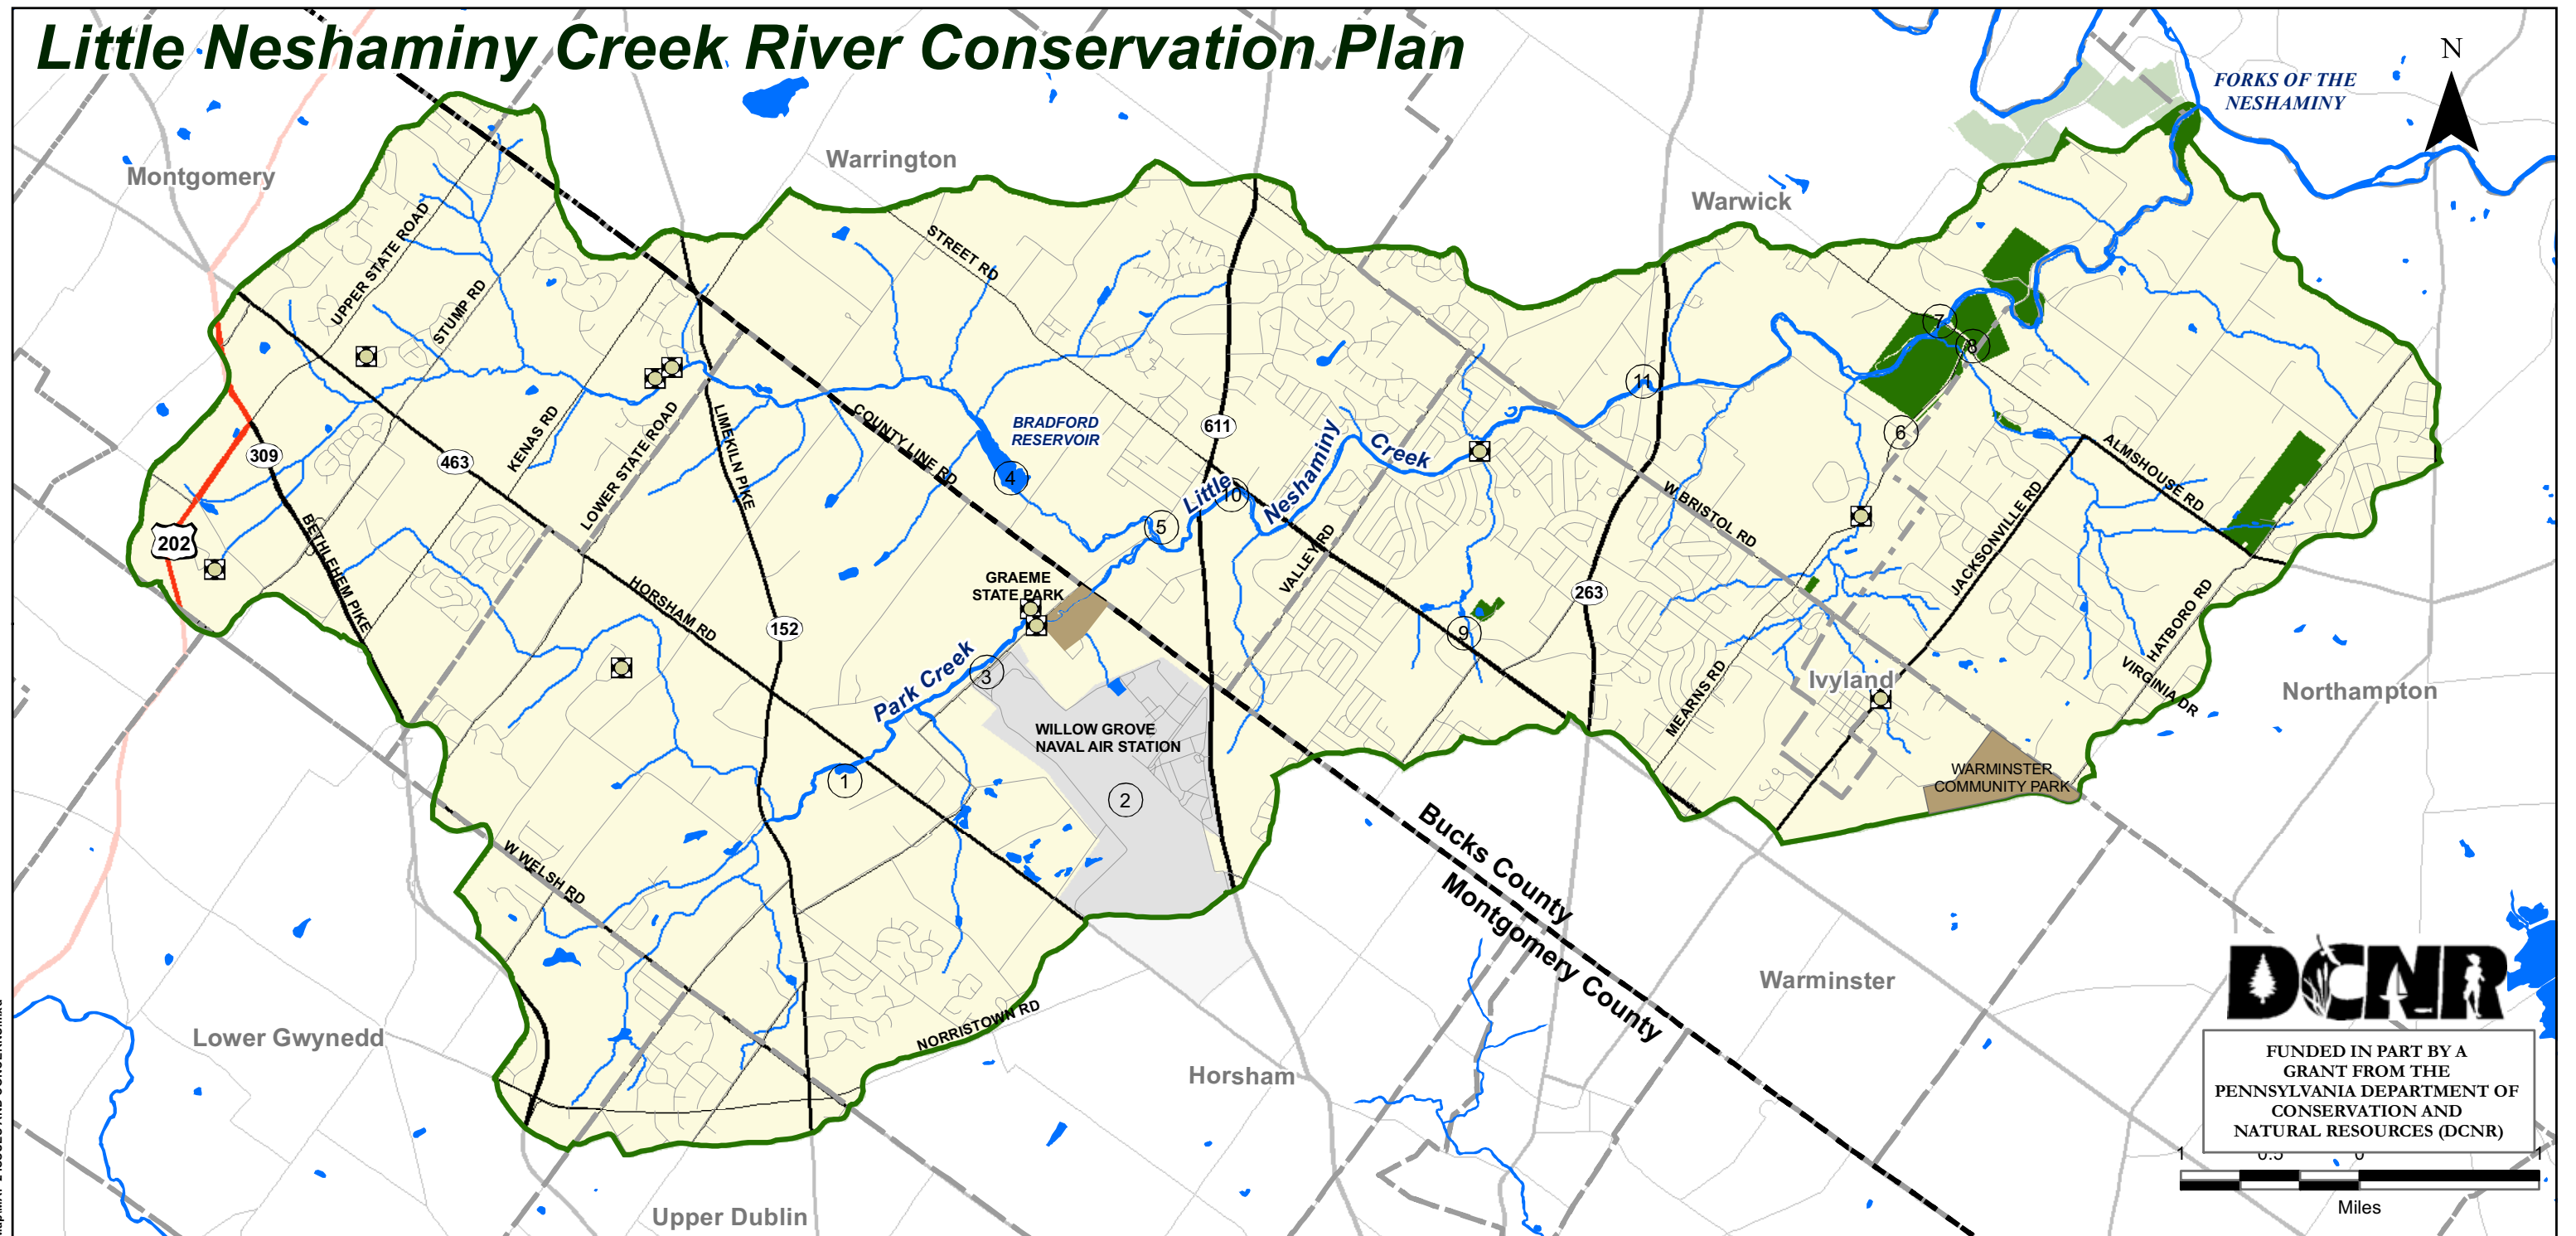 Little Neshaminy Creek River Conservation Plan
N
FORKS OF THE
NESHAMINY
Montgomery
Warrington
Warwick
UPPER STATE ROAD
STUMP RD
STREET RD
KENAS RD
LOWER STATE ROAD
LIMEKILN PIKE
COUNTY LINE RD
BRADFORD
RESERVOIR
309
463
611
202
BETHLEHEM PIKE
HORSHAM RD
152
4
5
Little
10
Neshaminy
Creek
11
7
8
6
VALLEY RD
W BRISTOL RD
263
9
ALMSHOUSE RD
JACKSONVILLE RD
HATBORO RD
VIRGINIA DR
MEARNS RD
Ivyland
Northampton
GRAEME
STATE PARK
Park Creek
3
1
WILLOW GROVE
NAVAL AIR STATION
2
WARMINSTER
COMMUNITY PARK
W WELSH RD
Bucks County
Montgomery County
NORRISTOWN RD
Warminster
Lower Gwynedd
Horsham
Upper Dublin
DCNR
FUNDED IN PART BY A
GRANT FROM THE
PENNSYLVANIA DEPARTMENT OF
CONSERVATION AND
NATURAL RESOURCES (DCNR)
1 0.5 0 1
Miles